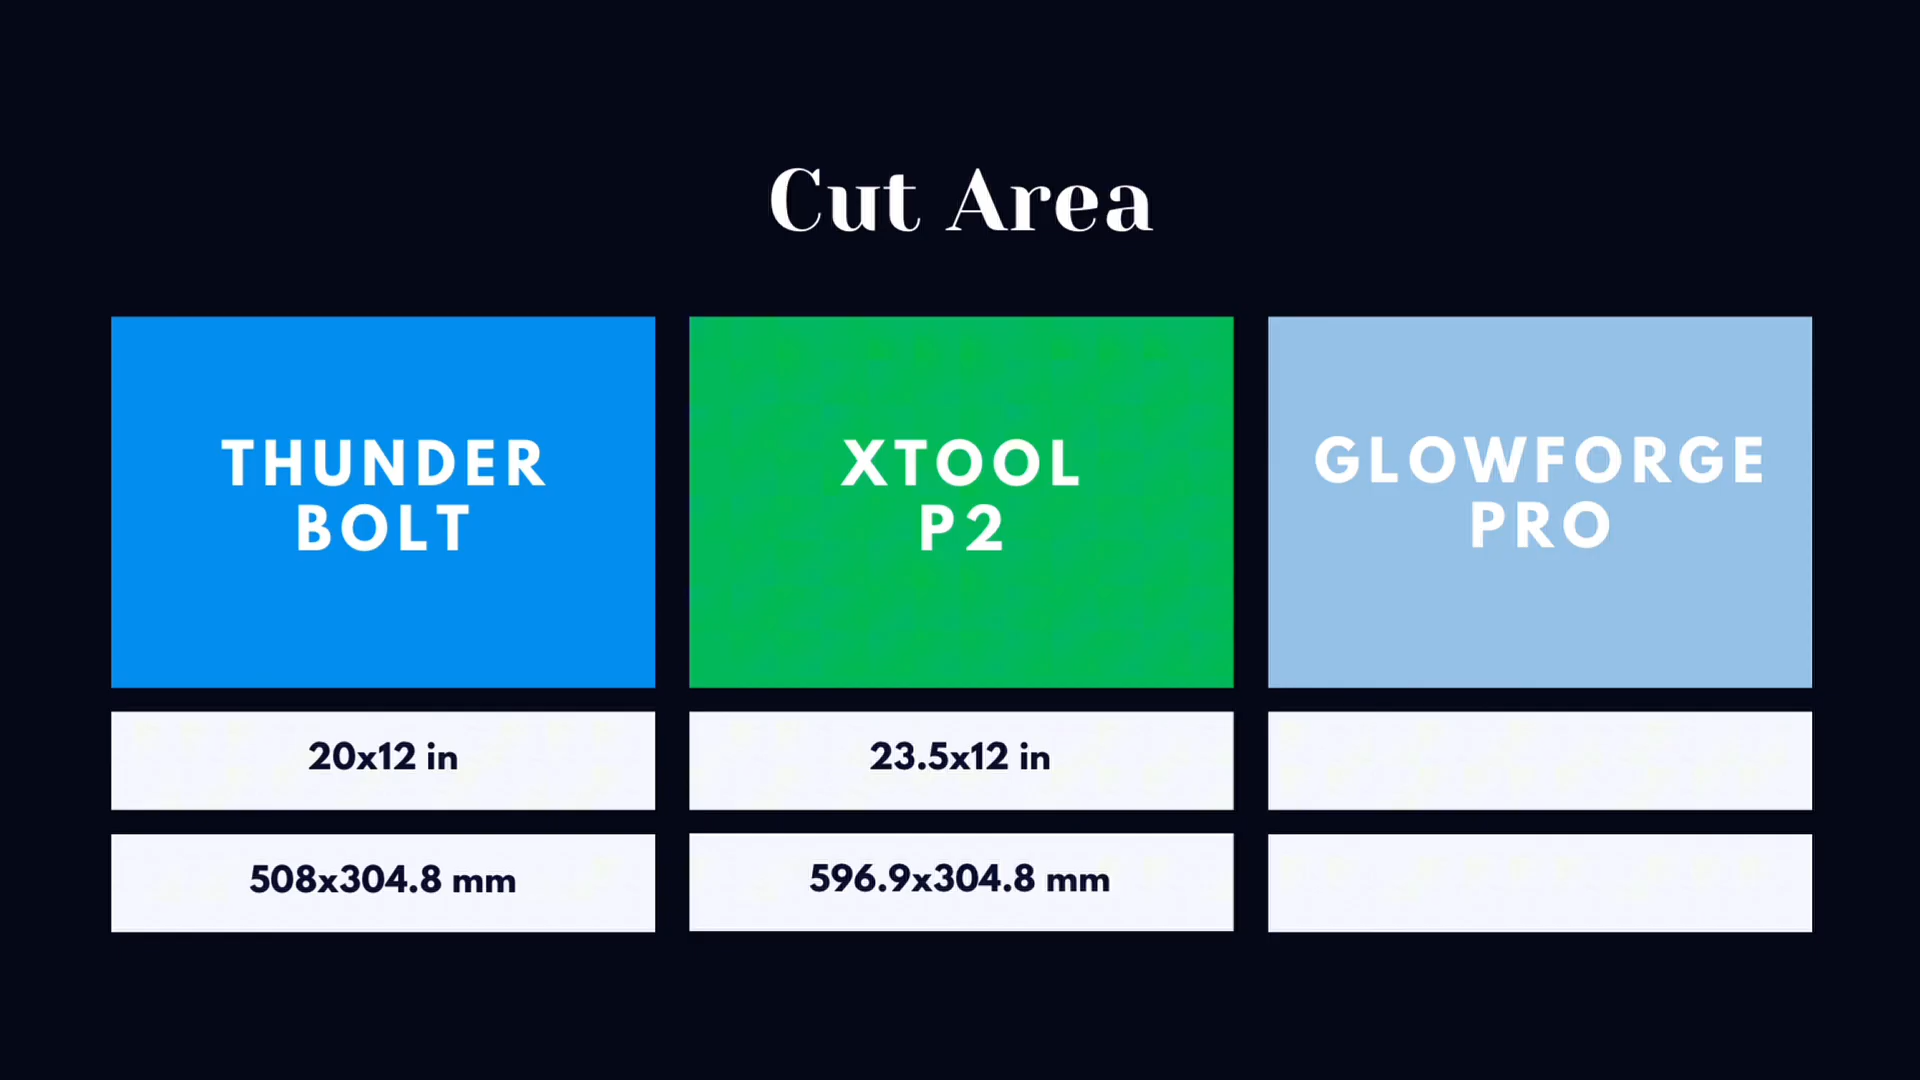 Cut Area
THUNDER
BOLT
XTOOL
P2
GLOWFORGE
PRO
20x12 in
23.5x12 in
508x304.8 mm
596.9x304.8 mm